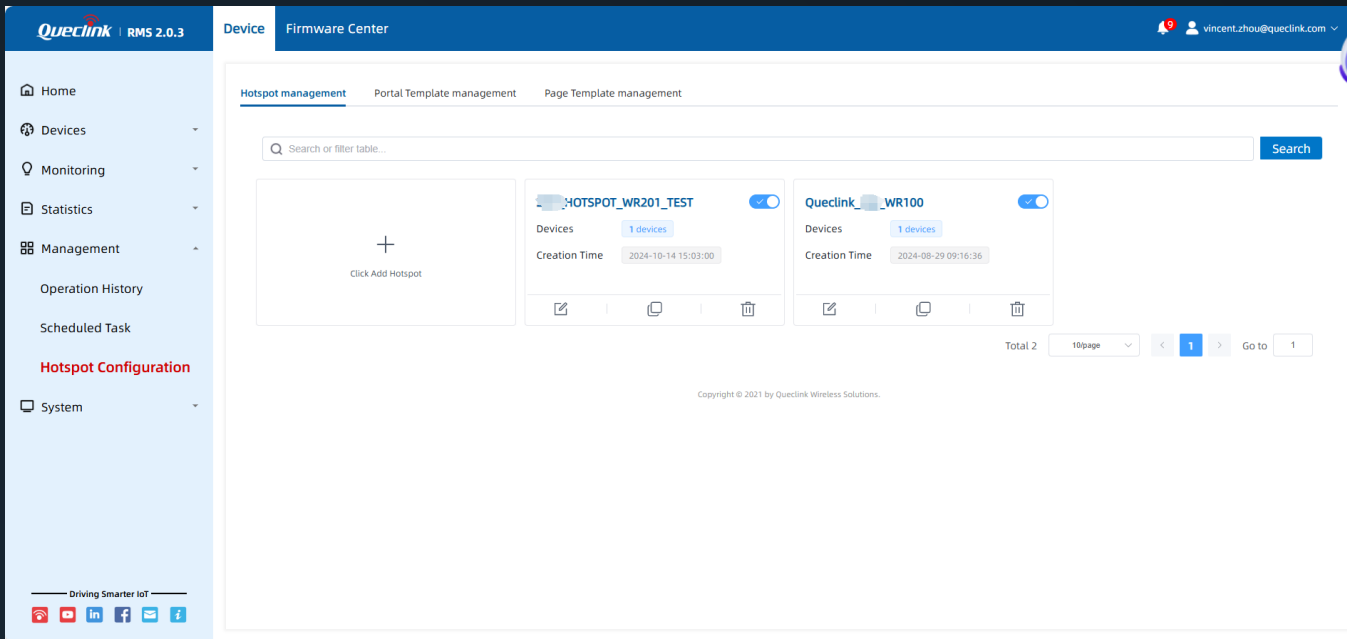 Queclink | RMS 2.0.3
Device
Firmware Center
9
vincent.zhou@queclink.com
Home
Devices
Monitoring
Statistics
Management
Operation History
Scheduled Task
Hotspot Configuration
System
Driving Smarter IoT
Hotspot management
Portal Template management
Page Template management
Search or filter table...
Search
Click Add Hotspot
HOTSPOT_WR201_TEST
Devices
1 devices
Creation Time
2024-10-14 15:03:00
Queclink_ _WR100
Devices
1 devices
Creation Time
2024-08-29 09:16:36
Total 2
10/page
1
Go to
1
Copyright © 2021 by Queclink Wireless Solutions.